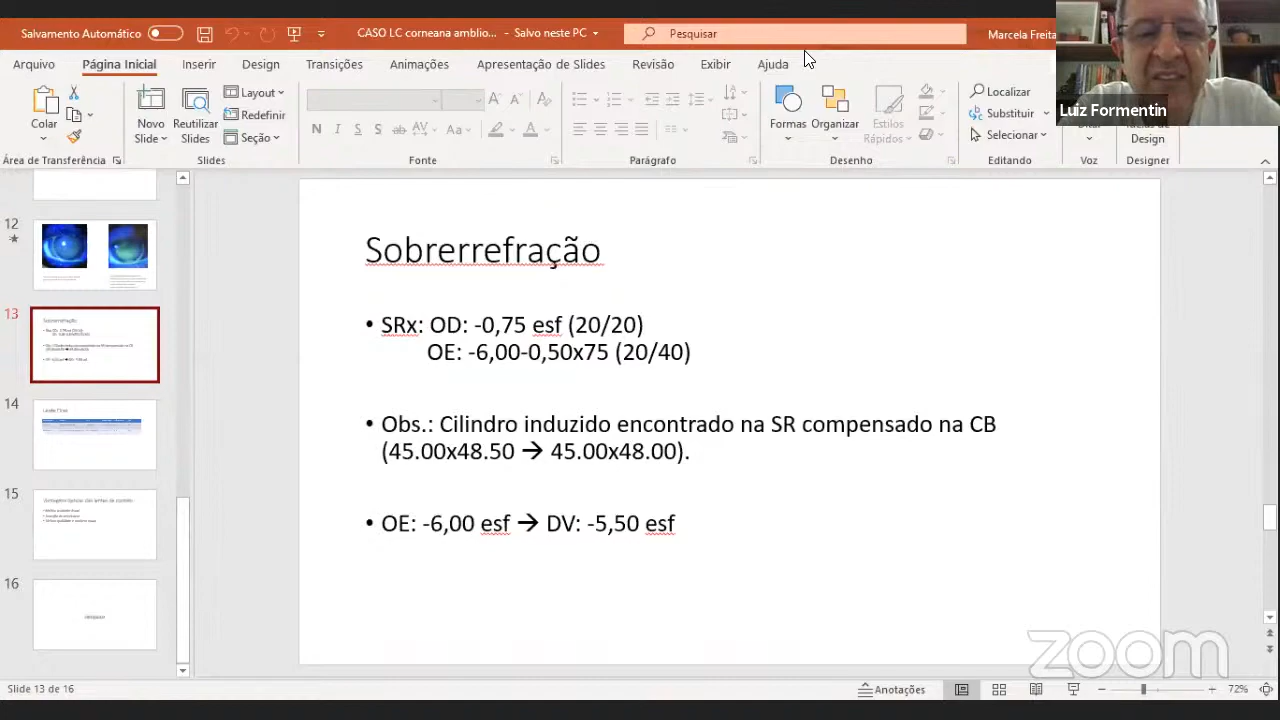 Salvamento Automático
CASO LC corneana amblio... - Salvo neste PC
Pesquisar
Marcela Freita
Arquivo
Página Inicial
Inserir
Design
Transições
Animações
Apresentação de Slides
Revisão
Exibir
Ajuda
Luiz Formentin
Colar
Novo Slide
Reutilizar Slides
Layout
Redefinir
Seção
N I S S ab AV Aa A
Formas
Organizar
Estilos Rápidos
Localizar
Substituir
Selecionar
Design
Área de Transferência
Slides
Fonte
Parágrafo
Desenho
Editando
Voz
Designer
12
13
14
15
16
Sobrerrefração
• SRx: OD: -0,75 esf (20/20)
OE: -6,00-0,50x75 (20/40)
• Obs.: Cilindro induzido encontrado na SR compensado na CB
(45.00x48.50 → 45.00x48.00).
• OE: -6,00 esf → DV: -5,50 esf
zoom
Slide 13 de 16
Anotações
72%